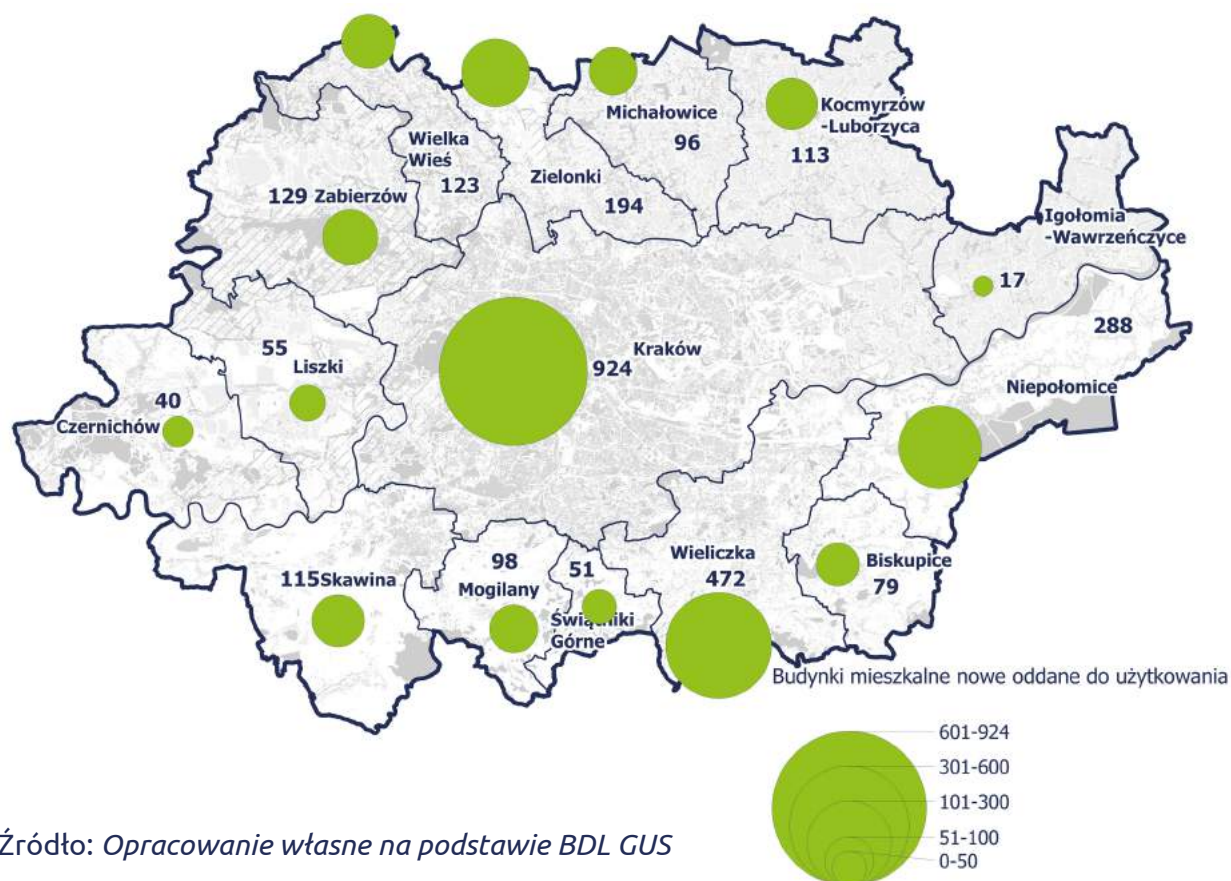 Michałowice
96
Kocmyrzów
-Luborzyca
113
Wielka
Wieś
123
Zielonki
194
129 Zabierzów
Igołomia
-Wawrzeńczyce
17
288
Niepołomice
55
Liszki
Kraków
924
40
Czernichów
115 Skawina
98
Mogilany
51
Świątniki
Górne
Wieliczka
472
Biskupice
79
Budynki mieszkalne nowe oddane do użytkowania
601-924
301-600
101-300
51-100
0-50
Źródło: Opracowanie własne na podstawie BDL GUS